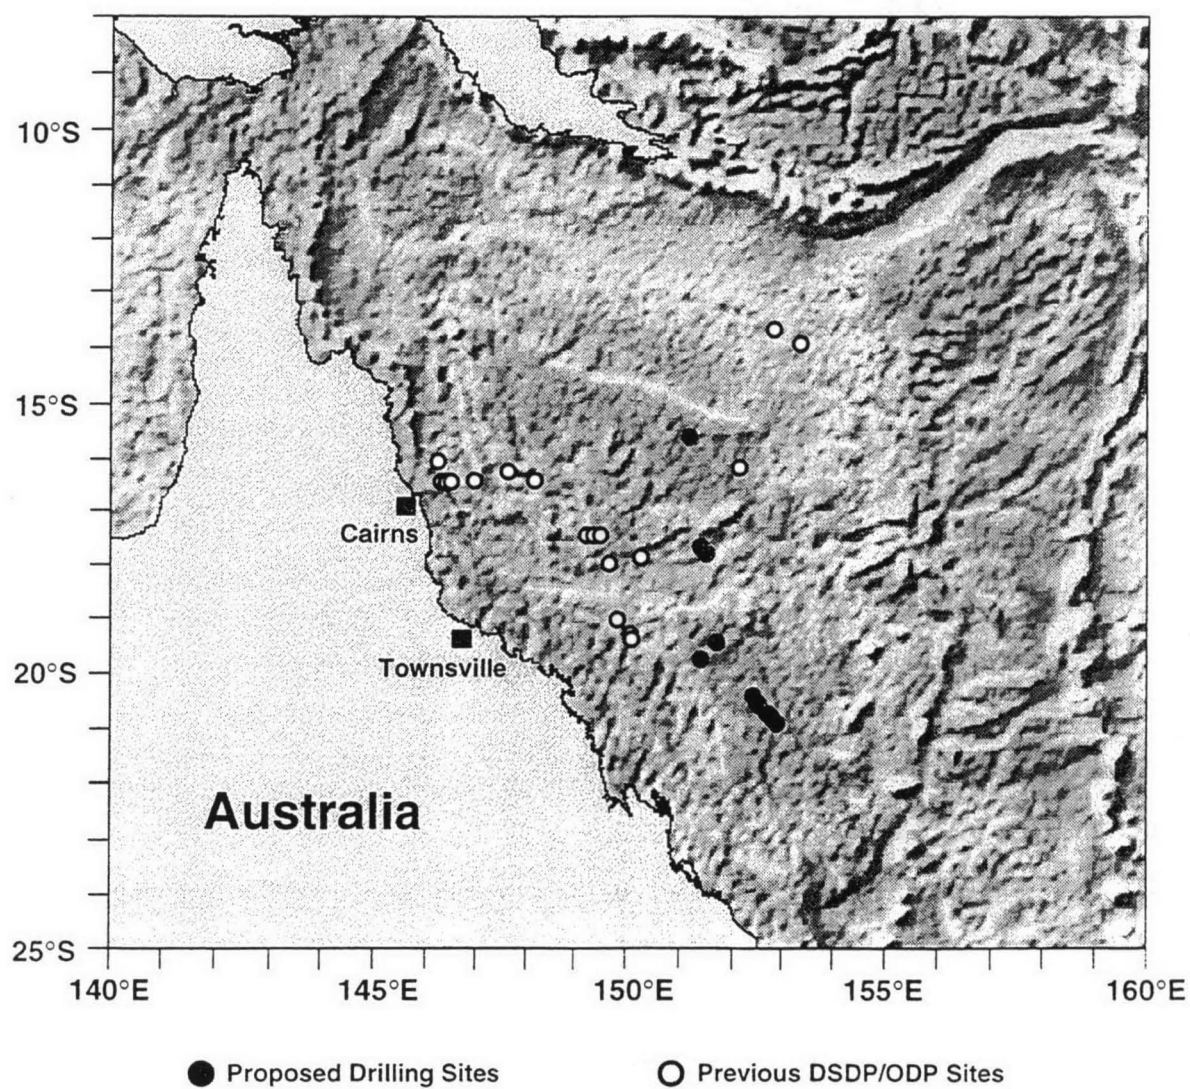 10°S
15°S
Cairns
Townsville
20°S
Australia
25°S
140°E 145°E 150°E 155°E 160°E
Proposed Drilling Sites Previous DSDP/ODP Sites